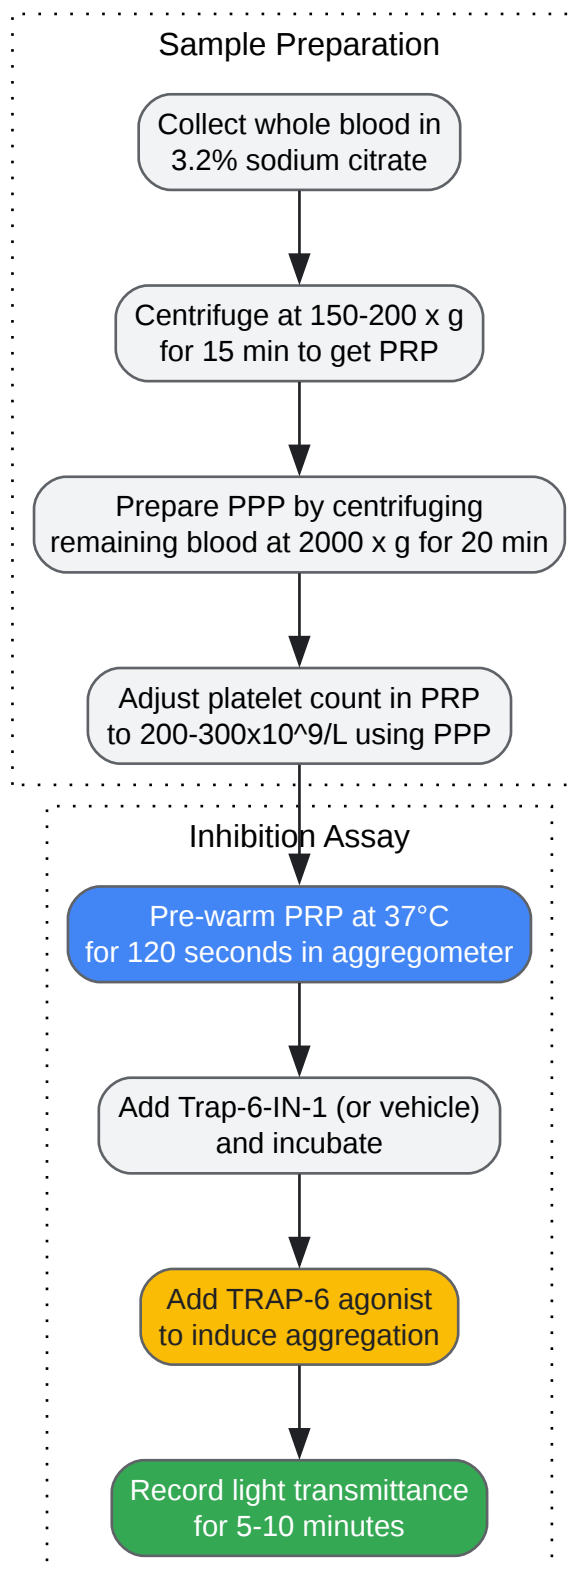 Sample Preparation
Collect whole blood in
3.2% sodium citrate
Centrifuge at 150-200 x g
for 15 min to get PRP
Prepare PPP by centrifuging
remaining blood at 2000 x g for 20 min
Adjust platelet count in PRP
to 200-300x10^9/L using PPP
Inhibition Assay
Pre-warm PRP at 37°C
for 120 seconds in aggregometer
Add Trap-6-IN-1 (or vehicle)
and incubate
Add TRAP-6 agonist
to induce aggregation
Record light transmittance
for 5-10 minutes